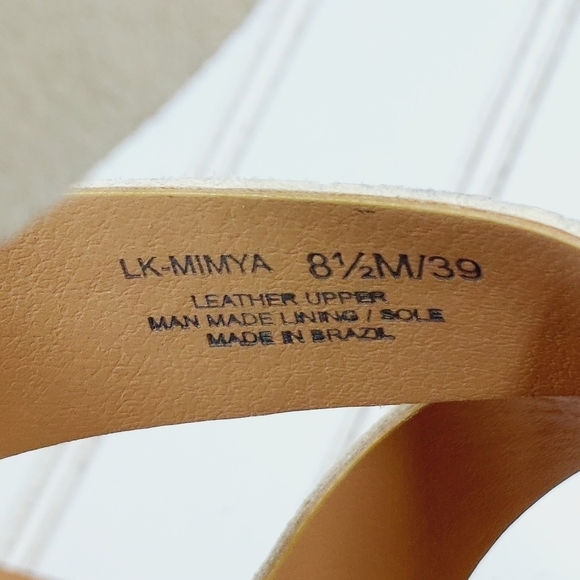 LK-MIMYA 8½M/39
LEATHER UPPER
MAN MADE LINING / SOLE
MADE IN BRAZIL